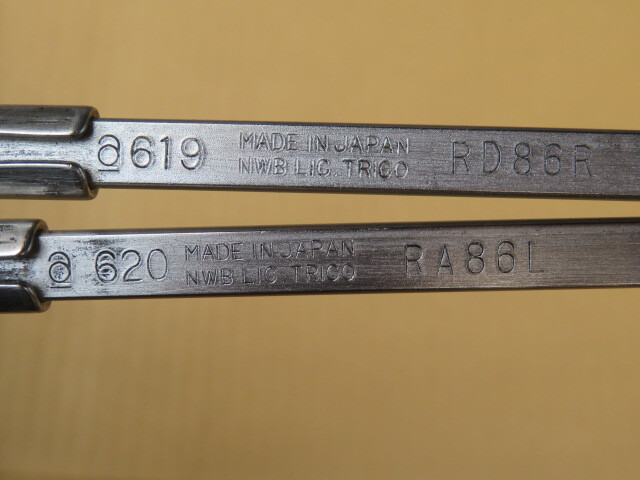 a 619 MADE IN JAPAN RD86R
NWB LIC. TRICO
a 620 MADE IN JAPAN RA86L
NWB LIC TRICO